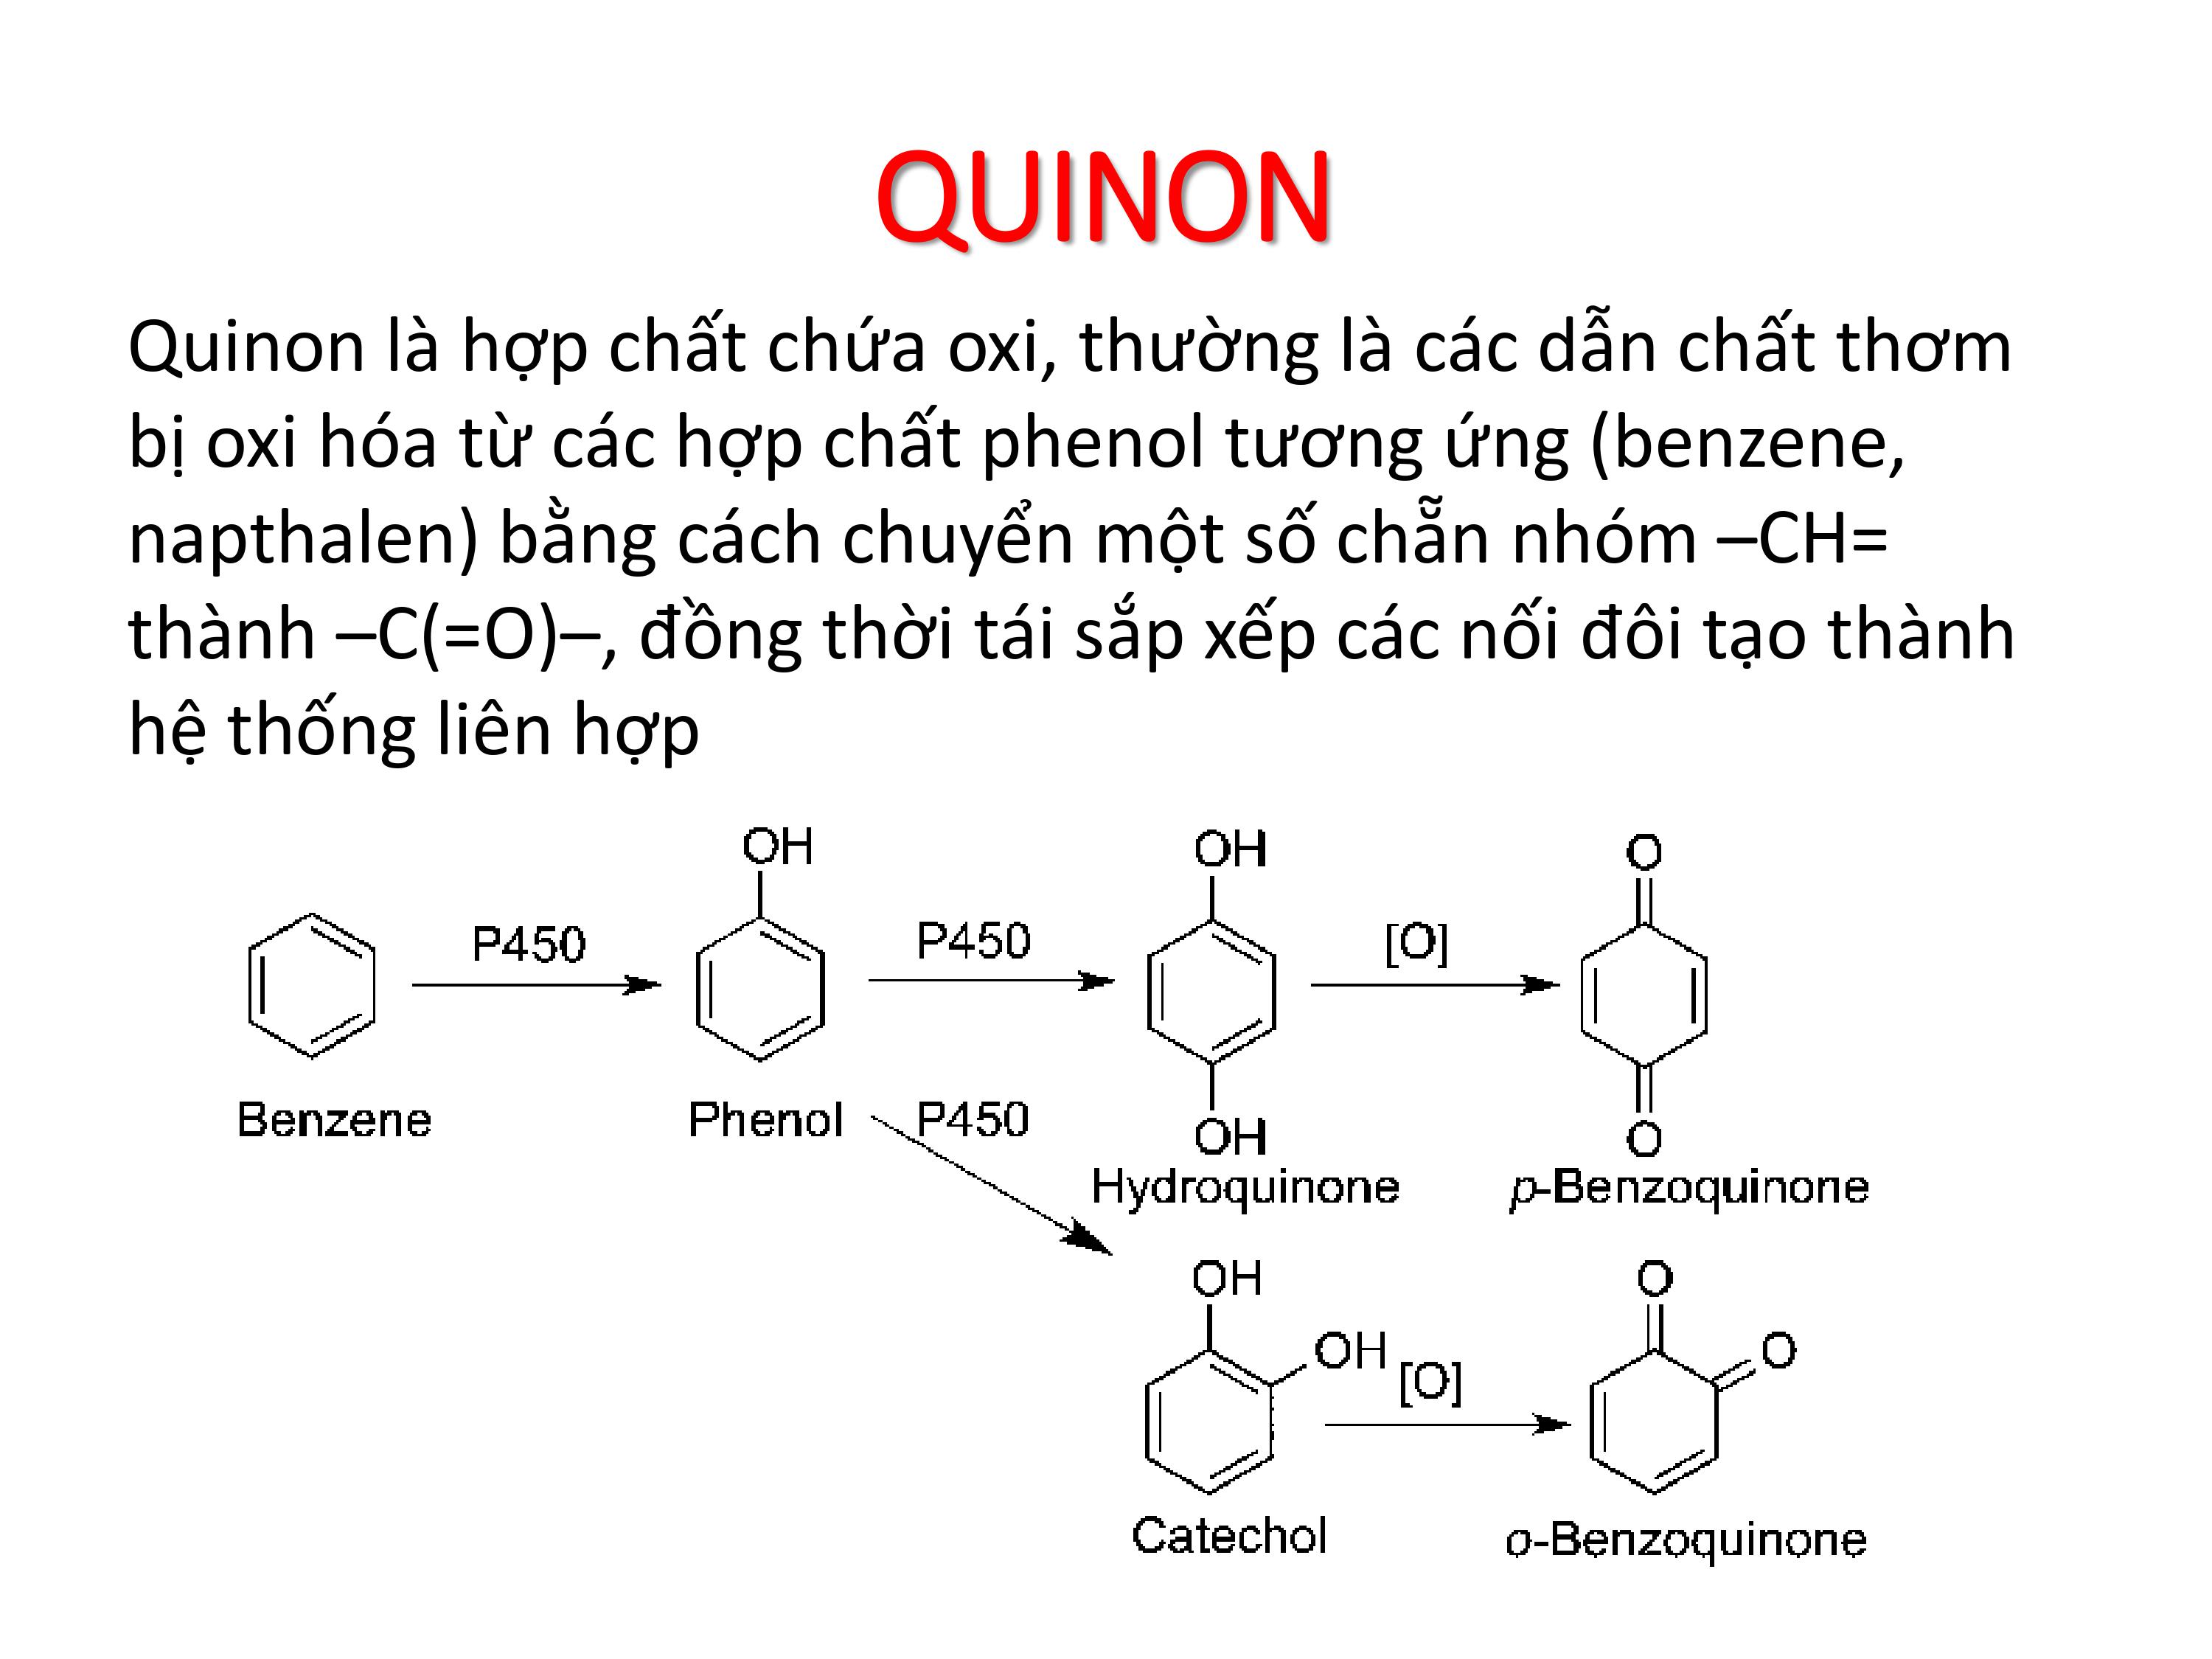 QUINON
Quinon là hợp chất chứa oxi, thường là các dẫn chất thơm
bị oxi hóa từ các hợp chất phenol tương ứng (benzene,
napthalen) bằng cách chuyển một số chẵn nhóm –CH=
thành –C(=O)–, đồng thời tái sắp xếp các nối đôi tạo thành
hệ thống liên hợp
OH OH O
P450 P450 [O]
Benzene Phenol P450 OH O
Hydroquinone p-Benzoquinone
OH O
OH [O] O
Catechol o-Benzoquinone